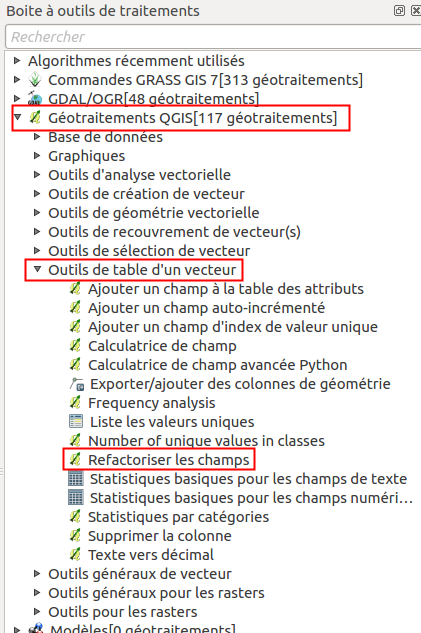 Boite à outils de traitements
Rechercher
Algorithmes récemment utilisés
Commandes GRASS GIS 7[313 géotraitements]
GDAL/OGR[48 géotraitements]
Géotraitements QGIS[117 géotraitements]
Base de données
Graphiques
Outils d'analyse vectorielle
Outils de création de vecteur
Outils de géométrie vectorielle
Outils de recouvrement de vecteur(s)
Outils de sélection de vecteur
Outils de table d'un vecteur
Ajouter un champ à la table des attributs
Ajouter un champ auto-incrémenté
Ajouter un champ d'index de valeur unique
Calculatrice de champ
Calculatrice de champ avancée Python
Exporter/ajouter des colonnes de géométrie
Frequency analysis
Liste les valeurs uniques
Number of unique values in classes
Refactoriser les champs
Statistiques basiques pour les champs de texte
Statistiques basiques pour les champs numéri...
Statistiques par catégories
Supprimer la colonne
Texte vers décimal
Outils généraux de vecteur
Outils généraux pour les rasters
Outils pour les rasters
Modèles[0 géotraitements]